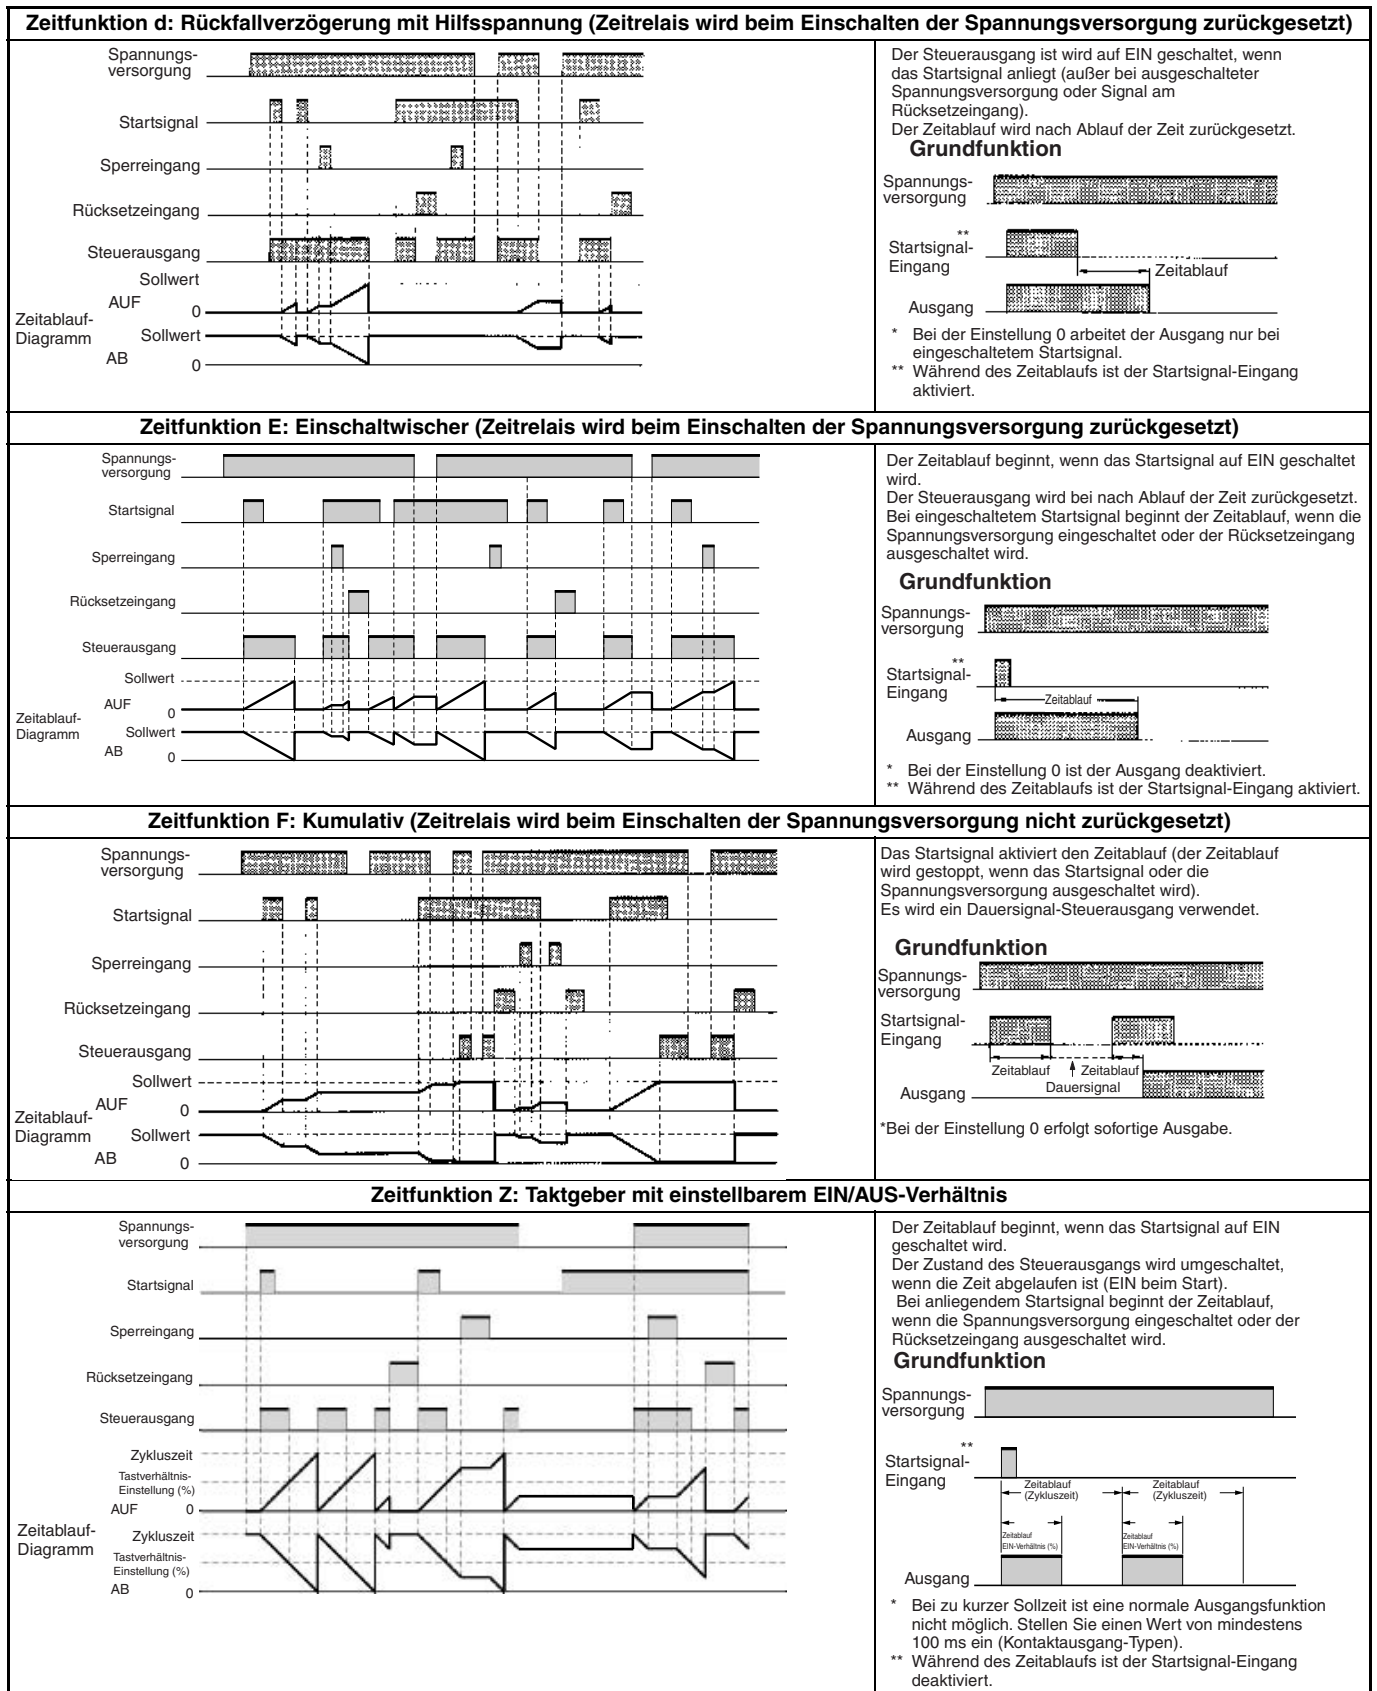 Zeitfunktion d: Rückfallverzögerung mit Hilfsspannung (Zeitrelais wird beim Einschalten der Spannungsversorgung zurückgesetzt)
Spannungs-
versorgung
Startsignal
Sperreingang
Rücksetzeingang
Steuerausgang
Sollwert
AUF
0
Zeitablauf-
Diagramm
Sollwert
AB
0
Der Steuerausgang ist wird auf EIN geschaltet, wenn
das Startsignal anliegt (außer bei ausgeschalteter
Spannungsversorgung oder Signal am
Rücksetzeingang).
Der Zeitablauf wird nach Ablauf der Zeit zurückgesetzt.
Grundfunktion
Spannungs-
versorgung
**
Startsignal-
Eingang
Zeitablauf
Ausgang
* Bei der Einstellung 0 arbeitet der Ausgang nur bei
eingeschaltetem Startsignal.
** Während des Zeitablaufs ist der Startsignal-Eingang
aktiviert.
Zeitfunktion E: Einschaltwischer (Zeitrelais wird beim Einschalten der Spannungsversorgung zurückgesetzt)
Spannungs-
versorgung
Startsignal
Sperreingang
Rücksetzeingang
Steuerausgang
Sollwert
AUF
0
Zeitablauf-
Diagramm
Sollwert
AB
0
Der Zeitablauf beginnt, wenn das Startsignal auf EIN geschaltet
wird.
Der Steuerausgang wird bei nach Ablauf der Zeit zurückgesetzt.
Bei eingeschaltetem Startsignal beginnt der Zeitablauf, wenn die
Spannungsversorgung eingeschaltet oder der Rücksetzeingang
ausgeschaltet wird.
Grundfunktion
Spannungs-
versorgung
**
Startsignal-
Eingang
Zeitablauf
Ausgang
* Bei der Einstellung 0 ist der Ausgang deaktiviert.
** Während des Zeitablaufs ist der Startsignal-Eingang aktiviert.
Zeitfunktion F: Kumulativ (Zeitrelais wird beim Einschalten der Spannungsversorgung nicht zurückgesetzt)
Spannungs-
versorgung
Startsignal
Sperreingang
Rücksetzeingang
Steuerausgang
Sollwert
AUF
0
Zeitablauf-
Diagramm
Sollwert
AB
0
Das Startsignal aktiviert den Zeitablauf (der Zeitablauf
wird gestoppt, wenn das Startsignal oder die
Spannungsversorgung ausgeschaltet wird).
Es wird ein Dauersignal-Steuerausgang verwendet.
Grundfunktion
Spannungs-
versorgung
Startsignal-
Eingang
Zeitablauf Zeitablauf
Dauersignal
Ausgang
*Bei der Einstellung 0 erfolgt sofortige Ausgabe.
Zeitfunktion Z: Taktgeber mit einstellbarem EIN/AUS-Verhältnis
Spannungs-
versorgung
Startsignal
Sperreingang
Rücksetzeingang
Steuerausgang
Zykluszeit
Tastverhältnis-
Einstellung (%)
AUF
0
Zeitablauf-
Diagramm
Zykluszeit
Tastverhältnis-
Einstellung (%)
AB
0
Der Zeitablauf beginnt, wenn das Startsignal auf EIN
geschaltet wird.
Der Zustand des Steuerausgangs wird umgeschaltet,
wenn die Zeit abgelaufen ist (EIN beim Start).
Bei anliegendem Startsignal beginnt der Zeitablauf,
wenn die Spannungsversorgung eingeschaltet oder der
Rücksetzeingang ausgeschaltet wird.
Grundfunktion
Spannungs-
versorgung
**
Startsignal-
Eingang
Zeitablauf Zeitablauf
(Zykluszeit) (Zykluszeit)
Zeitablauf Zeitablauf
EIN-Verhältnis (%) EIN-Verhältnis (%)
Ausgang
* Bei zu kurzer Sollzeit ist eine normale Ausgangsfunktion
nicht möglich. Stellen Sie einen Wert von mindestens
100 ms ein (Kontaktausgang-Typen).
** Während des Zeitablaufs ist der Startsignal-Eingang
deaktiviert.